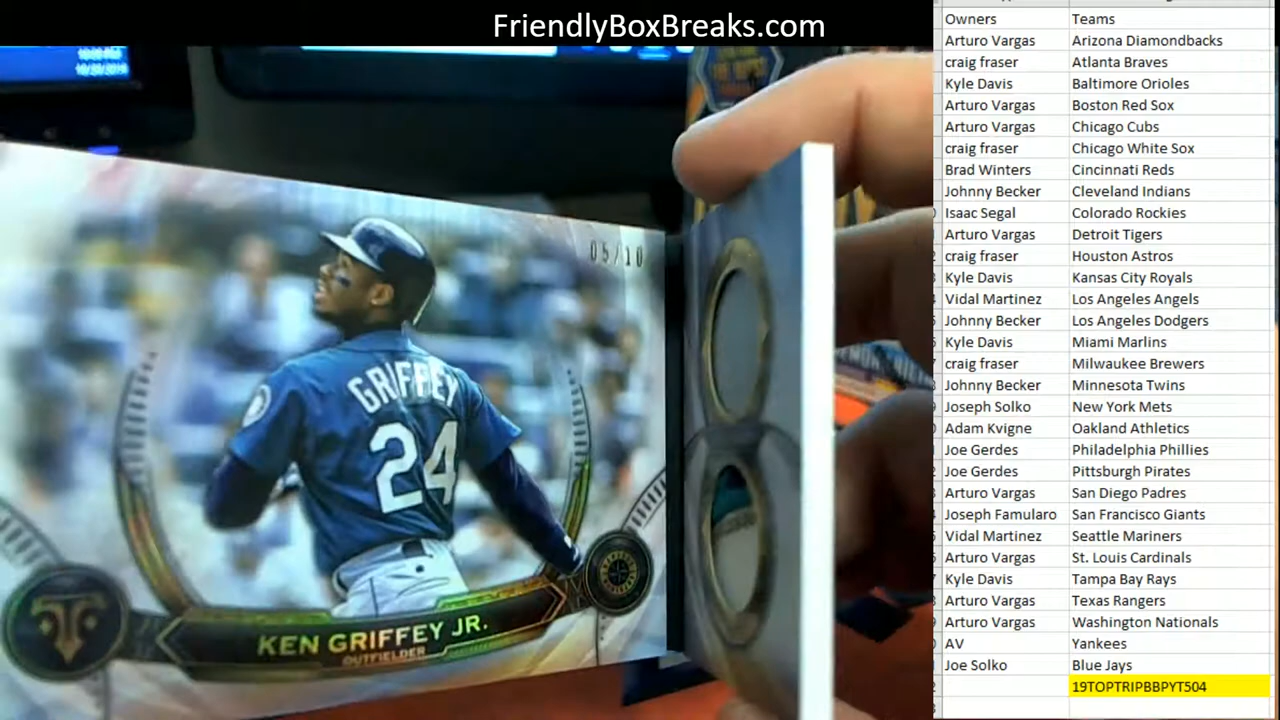 FriendlyBoxBreaks.com
05/10
GRIFFEY
24
KEN GRIFFEY JR.
OUTFIELDER
Owners Teams
Arturo Vargas Arizona Diamondbacks
craig fraser Atlanta Braves
Kyle Davis Baltimore Orioles
Arturo Vargas Boston Red Sox
Arturo Vargas Chicago Cubs
craig fraser Chicago White Sox
Brad Winters Cincinnati Reds
Johnny Becker Cleveland Indians
Isaac Segal Colorado Rockies
Arturo Vargas Detroit Tigers
craig fraser Houston Astros
Kyle Davis Kansas City Royals
Vidal Martinez Los Angeles Angels
Johnny Becker Los Angeles Dodgers
Kyle Davis Miami Marlins
craig fraser Milwaukee Brewers
Johnny Becker Minnesota Twins
Joseph Solko New York Mets
Adam Kvigne Oakland Athletics
Joe Gerdes Philadelphia Phillies
Joe Gerdes Pittsburgh Pirates
Arturo Vargas San Diego Padres
Joseph Famularo San Francisco Giants
Vidal Martinez Seattle Mariners
Arturo Vargas St. Louis Cardinals
Kyle Davis Tampa Bay Rays
Arturo Vargas Texas Rangers
Arturo Vargas Washington Nationals
AV Yankees
Joe Solko Blue Jays
19TOPTRIPBBPYT504